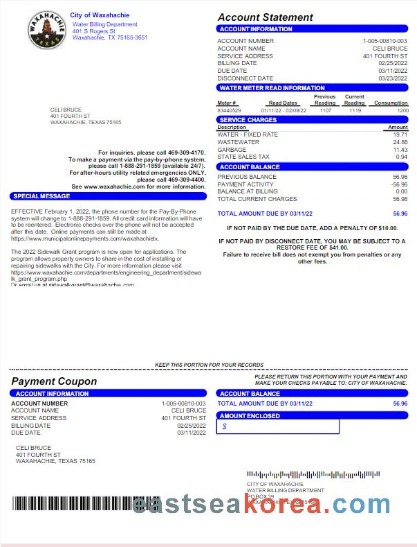 WAXAHACHIE
TEXAS
City of Waxahachie
Water Billing Department
401 S Rogers St
Waxahachie, TX 75165-3651
CELI BRUCE
401 FOURTH ST
WAXAHACHIE, TEXAS 75165
For inquiries, please call 469-309-4170.
To make a payment via the pay-by-phone system,
please call 1-888-291-1859 (available 24/7).
For after-hours utility related emergencies ONLY,
please call 469-309-4400.
See www.waxahachie.com for more information.
SPECIAL MESSAGE
EFFECTIVE February 1, 2022, the phone number for the Pay-By-Phone
system will change to 1-888-291-1859. All credit card information will have
to be reentered. Electronic checks over the phone will not be accepted
after this date. Online payments can still be made at
https://www.municipalonlinepayments.com/waxahachietx.
The 2022 Sidewalk Grant program is now open for applications. The
program allows property owners to share in the cost of installing or
repairing sidewalks with the City. For more information please visit
https://www.waxahachie.com/departments/engineering_department/sidewa
lk_grant_program.php
Or email us at sidewalkgrant@waxahachie.com
Account Statement
ACCOUNT INFORMATION
ACCOUNT NUMBER 1-005-00810-003
ACCOUNT NAME CELI BRUCE
SERVICE ADDRESS 401 FOURTH ST
BILLING DATE 02/25/2022
DUE DATE 03/11/2022
DISCONNECT DATE 03/23/2022
WATER METER READ INFORMATION
Previous Current
Meter # Read Dates Reading Reading Consumption
01/11/22 - 02/08/22 1107 1119 1200
SERVICE CHARGES
Description Amount
WATER - FIXED RATE 19.71
WASTEWATER 24.88
GARBAGE 11.43
STATE SALES TAX 0.94
ACCOUNT BALANCE
PREVIOUS BALANCE 56.96
PAYMENT ACTIVITY -56.96
BALANCE AT BILLING 0.00
TOTAL CURRENT CHARGES 56.96
TOTAL AMOUNT DUE BY 03/11/22 56.96
IF NOT PAID BY THE DUE DATE, ADD A PENALTY OF $10.00.
IF NOT PAID BY DISCONNECT DATE, YOU MAY BE SUBJECT TO A
RESTORE FEE OF $41.00.
Failure to receive bill does not exempt you from penalties or any
other fees.
KEEP THIS PORTION FOR YOUR RECORDS
Payment Coupon
PLEASE RETURN THIS PORTION WITH YOUR PAYMENT AND
MAKE YOUR CHECKS PAYABLE TO: CITY OF WAXAHACHIE.
ACCOUNT INFORMATION
ACCOUNT NUMBER 1-005-00810-003
ACCOUNT NAME CELI BRUCE
SERVICE ADDRESS 401 FOURTH ST
BILLING DATE 02/25/2022
DUE DATE 03/11/2022
ACCOUNT BALANCE
TOTAL AMOUNT DUE BY 03/11/22 56.96
AMOUNT ENCLOSED
$
CELI BRUCE
401 FOURTH ST
WAXAHACHIE, TEXAS 75165
CITY OF WAXAHACHIE
WATER BILLING DEPARTMENT
eastseakorea.com